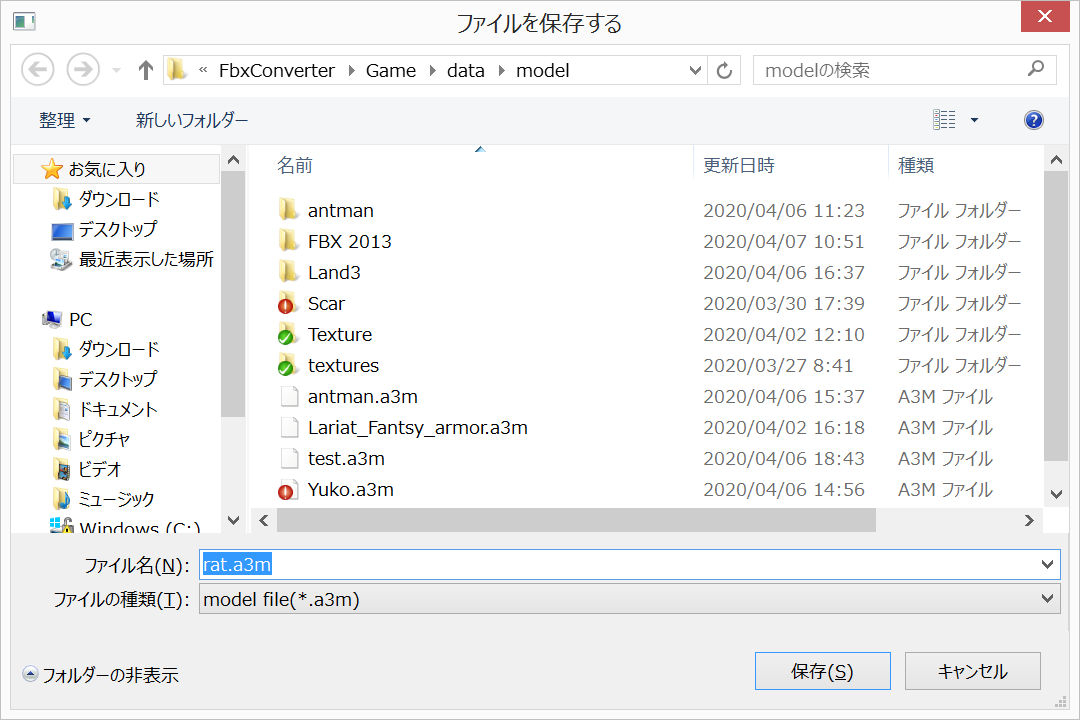 ファイルを保存する
« FbxConverter Game data model
modelの検索
整理 新しいフォルダー
お気に入り
ダウンロード
デスクトップ
最近表示した場所
PC
ダウンロード
デスクトップ
ドキュメント
ピクチャ
ビデオ
ミュージック
Windows (C:)
名前 更新日時 種類
antman 2020/04/06 11:23 ファイル フォルダー
FBX 2013 2020/04/07 10:51 ファイル フォルダー
Land3 2020/04/06 16:37 ファイル フォルダー
Scar 2020/03/30 17:39 ファイル フォルダー
Texture 2020/04/02 12:10 ファイル フォルダー
textures 2020/03/27 8:41 ファイル フォルダー
antman.a3m 2020/04/06 15:37 A3M ファイル
Lariat_Fantsy_armor.a3m 2020/04/02 16:18 A3M ファイル
test.a3m 2020/04/06 18:43 A3M ファイル
Yuko.a3m 2020/04/06 14:56 A3M ファイル
ファイル名(N): rat.a3m
ファイルの種類(T): model file(*.a3m)
フォルダーの非表示
保存(S) キャンセル